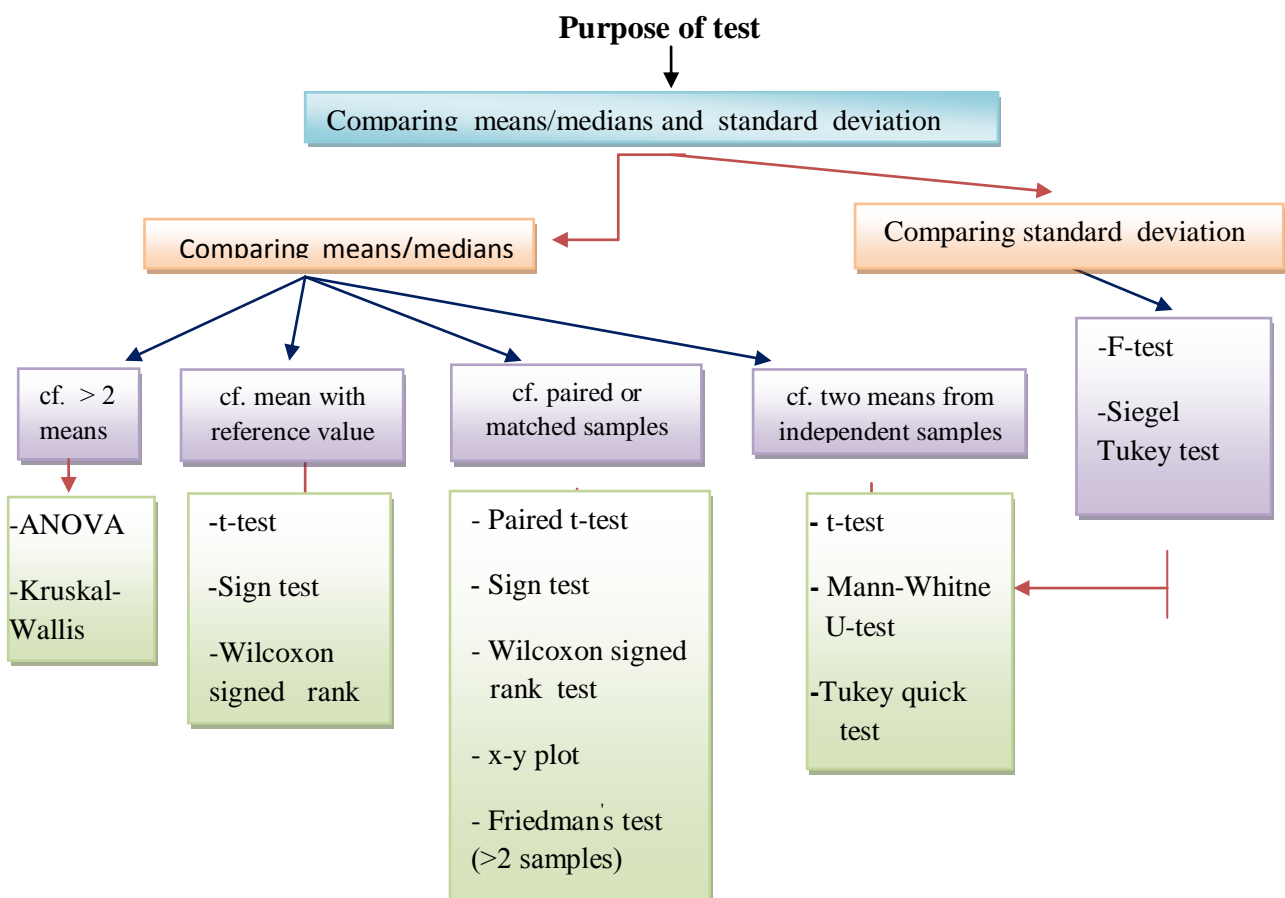 Purpose of test
Comparing means/medians and standard deviation
Comparing means/medians
Comparing standard deviation
cf. > 2
means
cf. mean with
reference value
cf. paired or
matched samples
cf. two means from
independent samples
-F-test
-Siegel
Tukey test
-ANOVA
-Kruskal-
Wallis
-t-test
-Sign test
-Wilcoxon
signed rank
- Paired t-test
- Sign test
- Wilcoxon signed
rank test
- x-y plot
- Friedman's test
(>2 samples)
- t-test
- Mann-Whitne
U-test
-Tukey quick
test